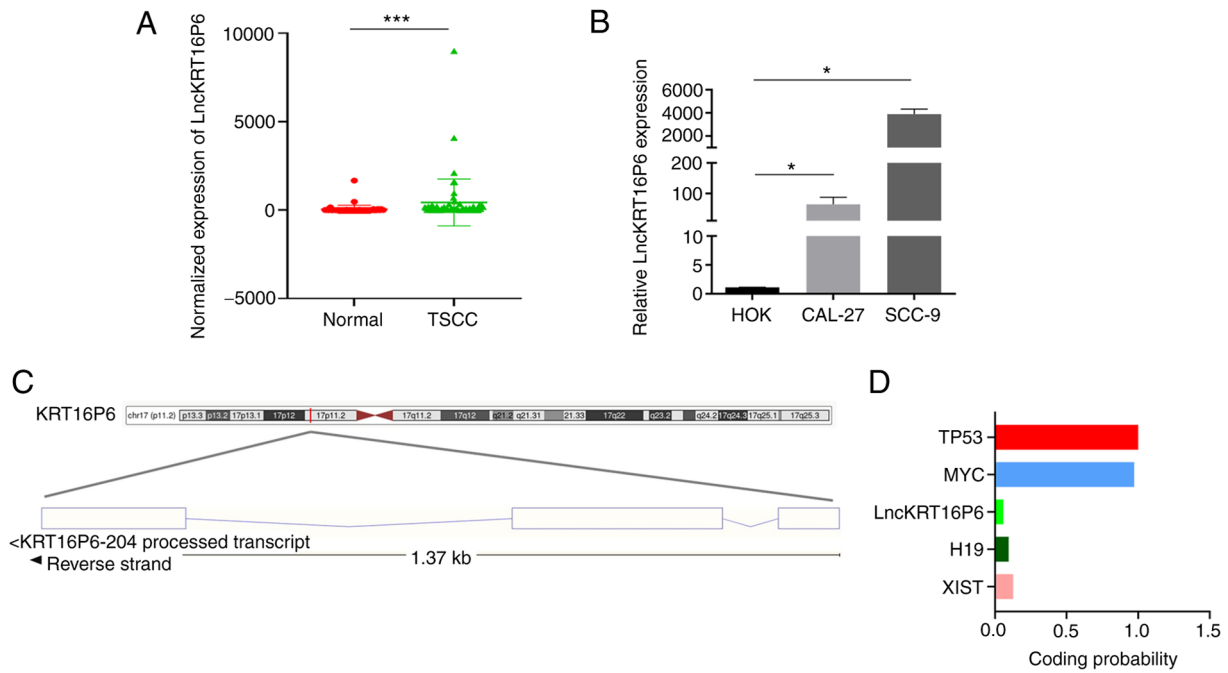 A
Normalized expression of LncKRT16P6
***
10000
5000
0
−5000
Normal TSCC
B
Relative LncKRT16P6 expression
*
*
6000
4000
2000
200
100
10
5
0
HOK CAL-27 SCC-9
C
KRT16P6
chr17 (p11.2) p13.3 p13.2 17p13.1 17p12 17p11.2 17q11.2 17q12 q21.2 q21.31 21.33 17q22 q23.2 q24.2 17q24.3 17q25.1 17q25.3
<KRT16P6-204 processed transcript
Reverse strand
1.37 kb
D
TP53
MYC
LncKRT16P6
H19
XIST
0.0 0.5 1.0 1.5
Coding probability